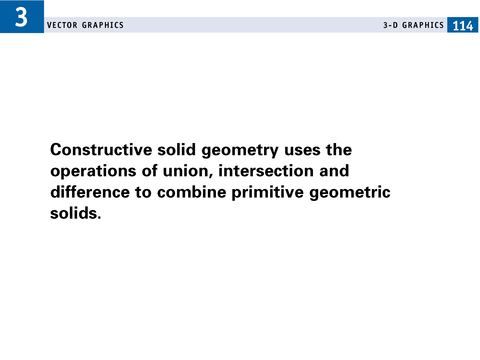 3
VECTOR GRAPHICS
3-D GRAPHICS 114
Constructive solid geometry uses the
operations of union, intersection and
difference to combine primitive geometric
solids.